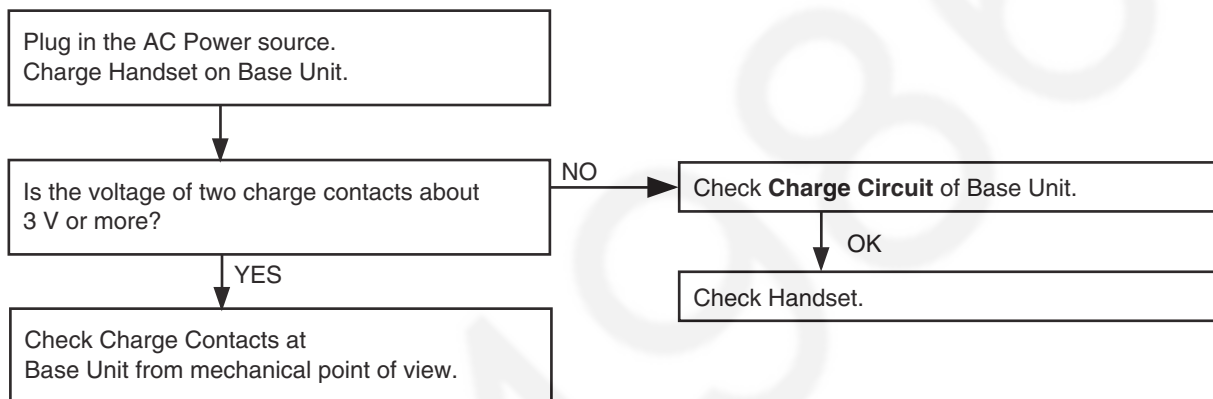 Plug in the AC Power source.
Charge Handset on Base Unit.
Is the voltage of two charge contacts about
3 V or more?
NO
Check Charge Circuit of Base Unit.
OK
Check Handset.
YES
Check Charge Contacts at
Base Unit from mechanical point of view.